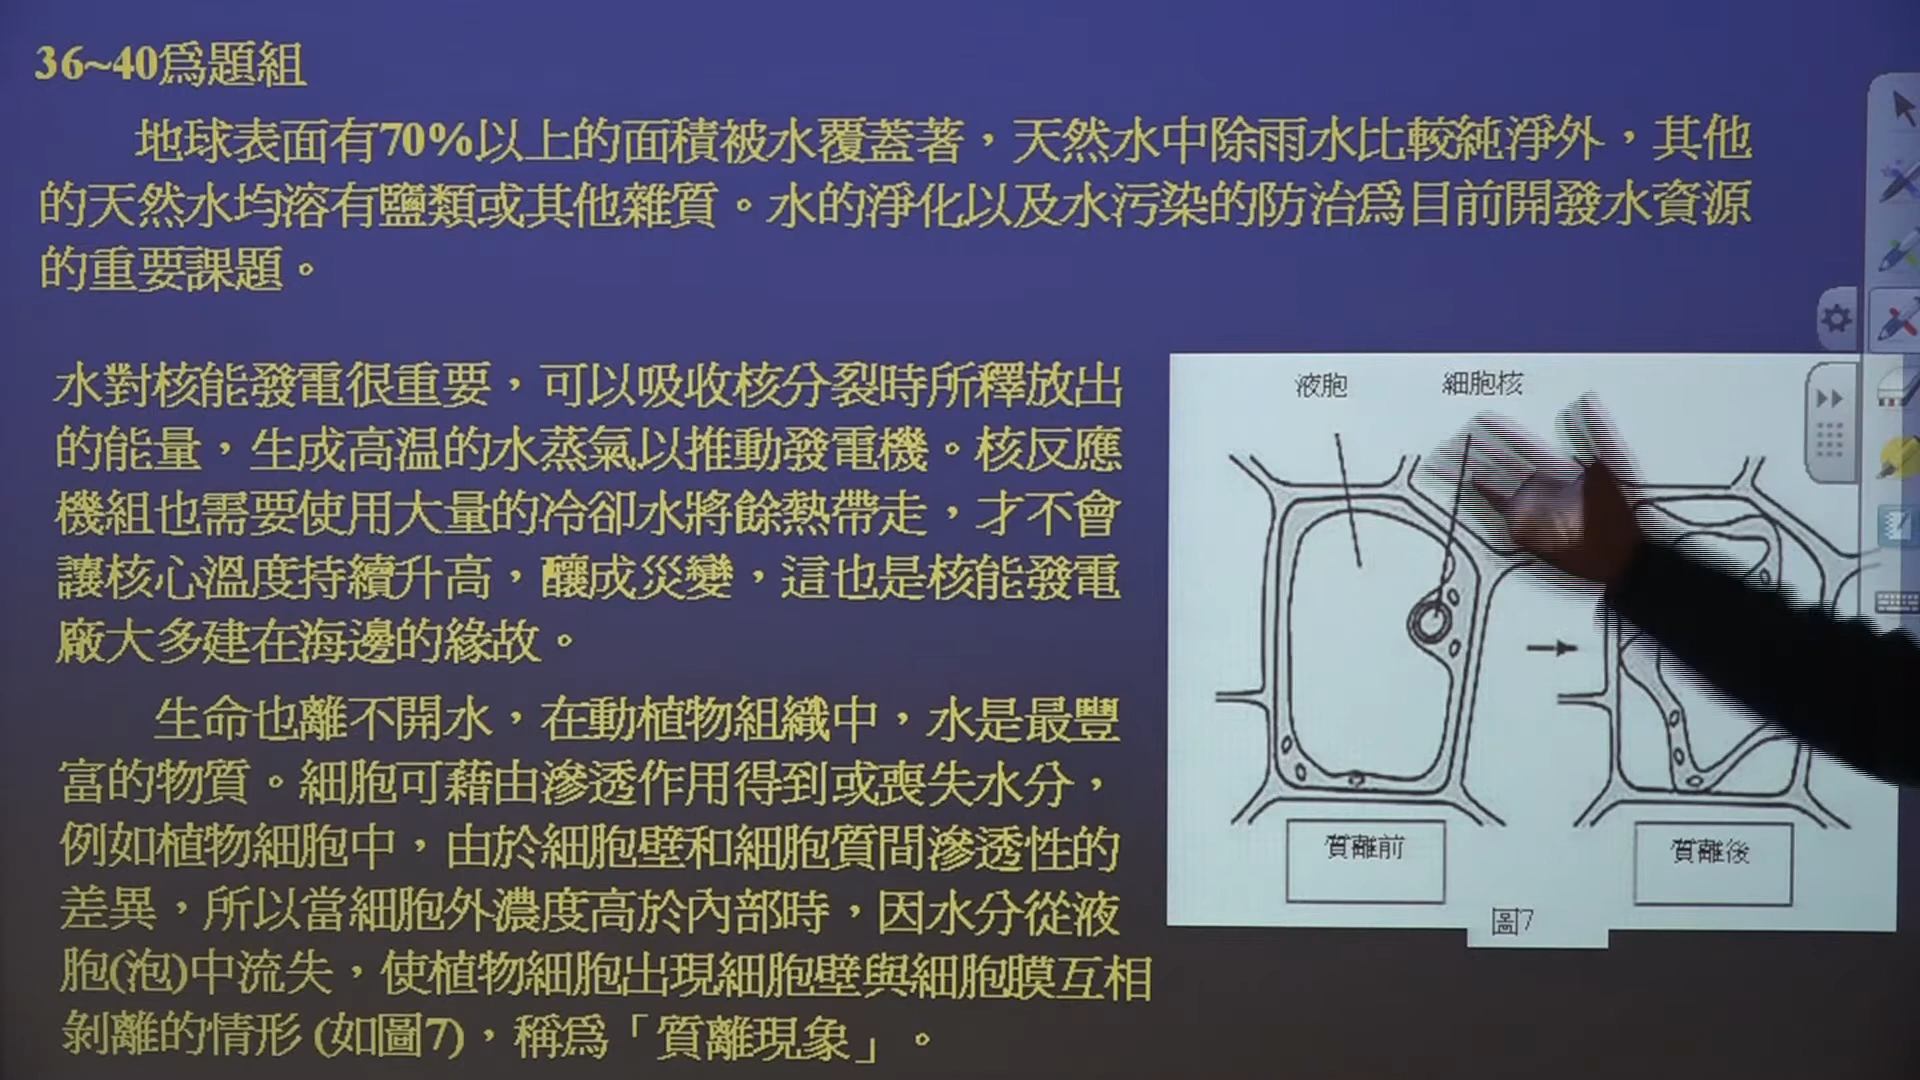 36~40為題組
地球表面有70%以上的面積被水覆蓋著，天然水中除雨水比較純淨外，其他
的天然水均溶有鹽類或其他雜質。水的淨化以及水污染的防治為目前開發水資源
的重要課題。
水對核能發電很重要，可以吸收核分裂時所釋放出
的能量，生成高溫的水蒸氣以推動發電機。核反應
機組也需要使用大量的冷卻水將餘熱帶走，才不會
讓核心溫度持續升高，釀成災變，這也是核能發電
廠大多建在海邊的緣故。
生命也離不開水，在動植物組織中，水是最豐
富的物質。細胞可藉由滲透作用得到或喪失水分，
例如植物細胞中，由於細胞壁和細胞質間滲透性的
差異，所以當細胞外濃度高於內部時，因水分從液
胞(泡)中流失，使植物細胞出現細胞壁與細胞膜互相
剝離的情形 (如圖7)，稱為「質離現象」。
液胞
細胞核
質離前
質離後
圖7